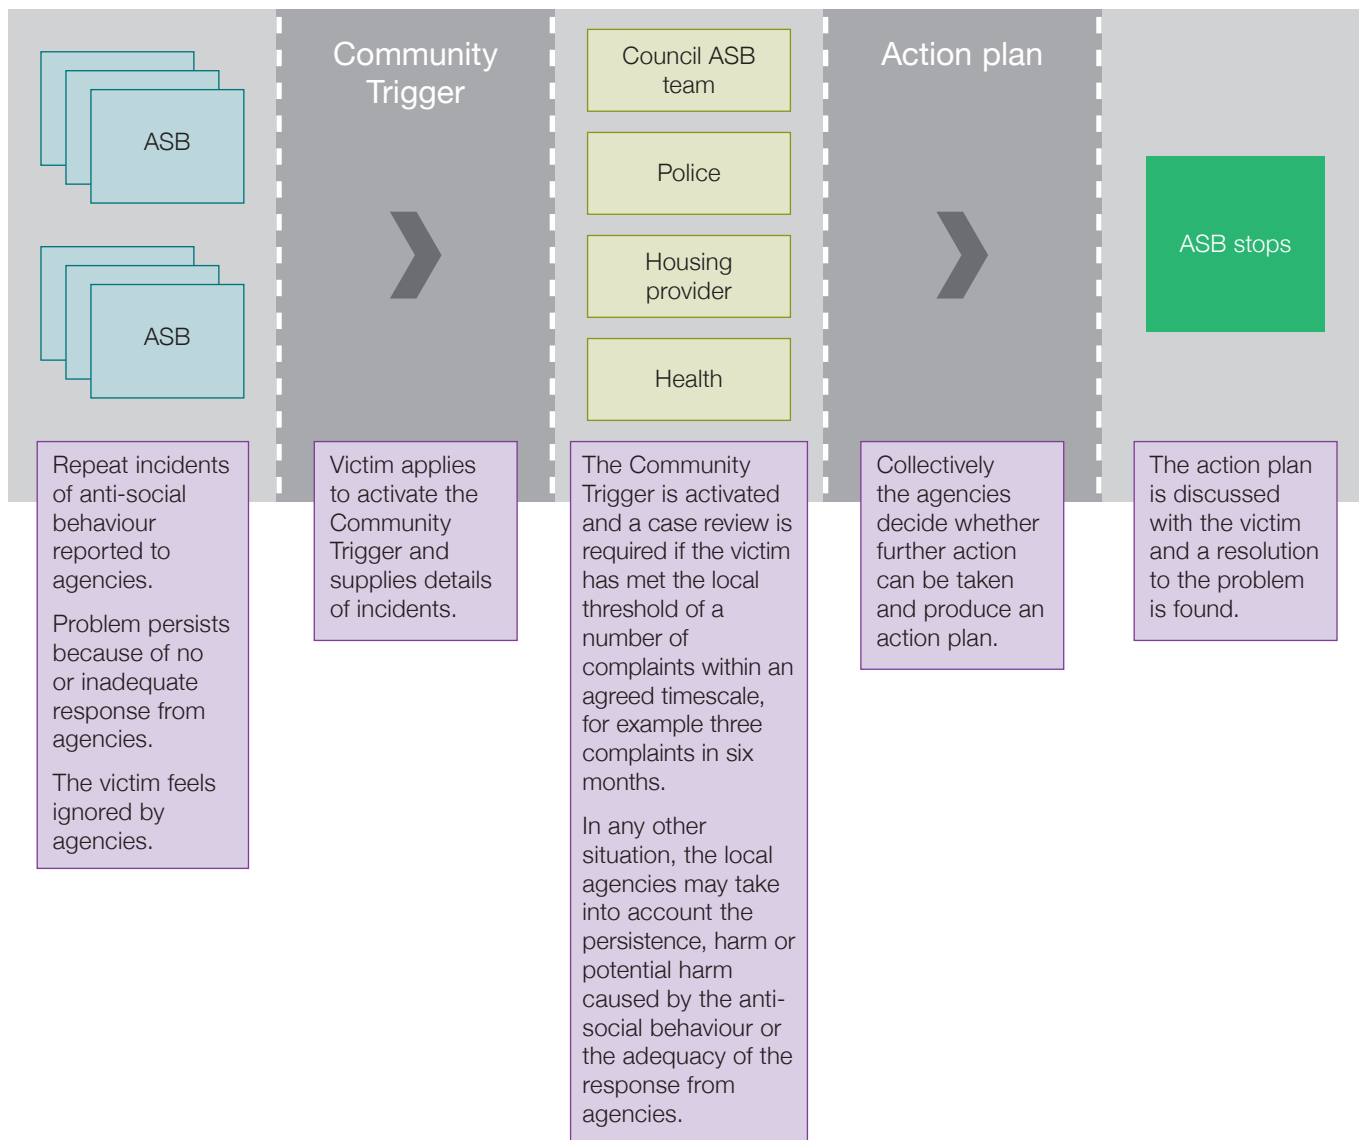 ASB
ASB
Community
Trigger
Council ASB
team
Police
Housing
provider
Health
Action plan
ASB stops
Repeat incidents
of anti-social
behaviour
reported to
agencies.
Problem persists
because of no
or inadequate
response from
agencies.
The victim feels
ignored by
agencies.
Victim applies
to activate the
Community
Trigger and
supplies details
of incidents.
The Community
Trigger is activated
and a case review is
required if the victim
has met the local
threshold of a
number of
complaints within an
agreed timescale,
for example three
complaints in six
months.
In any other
situation, the local
agencies may take
into account the
persistence, harm or
potential harm
caused by the anti-
social behaviour or
the adequacy of the
response from
agencies.
Collectively
the agencies
decide whether
further action
can be taken
and produce an
action plan.
The action plan
is discussed
with the victim
and a resolution
to the problem
is found.